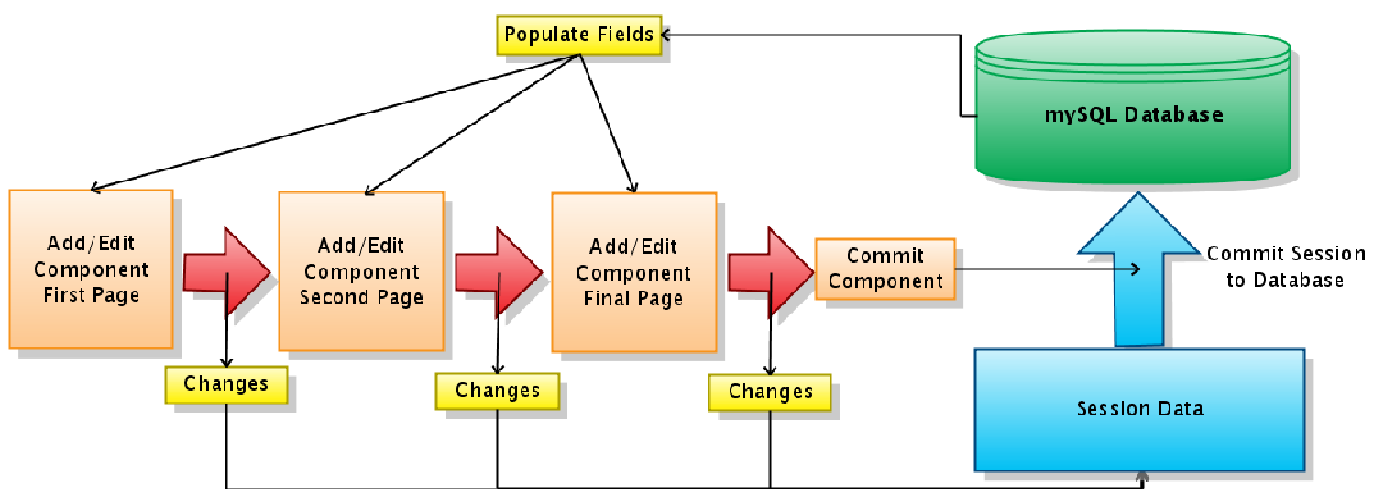 Populate Fields
mySQL Database
Add/Edit
Component
First Page
Add/Edit
Component
Second Page
Add/Edit
Component
Final Page
Commit
Component
Commit Session
to Database
Changes
Changes
Changes
Session Data